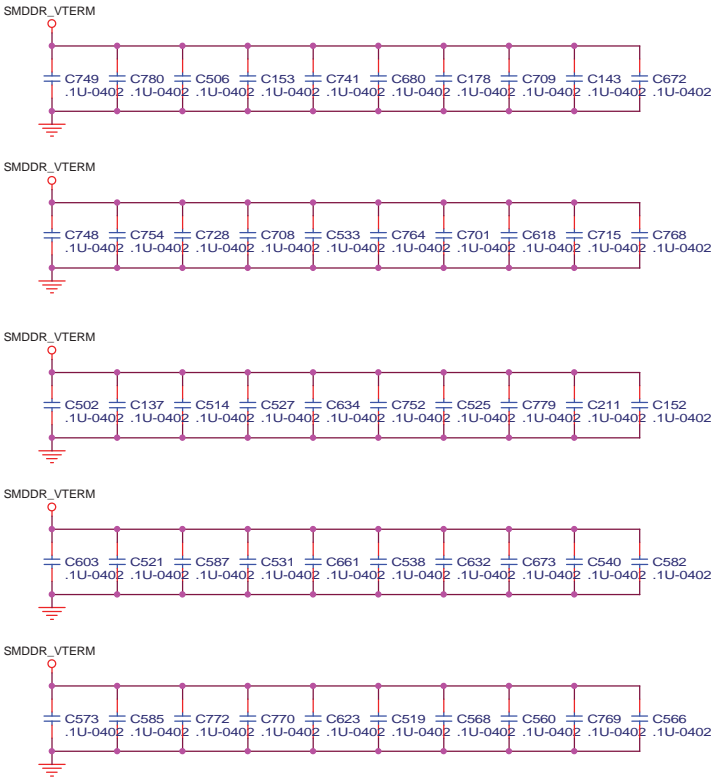 SMDDR_VTERM
C749 C780 C506 C153 C741 C680 C178 C709 C143 C672
.1U-0402 .1U-0402 .1U-0402 .1U-0402 .1U-0402 .1U-0402 .1U-0402 .1U-0402 .1U-0402 .1U-0402
SMDDR_VTERM
C748 C754 C728 C708 C533 C764 C701 C618 C715 C768
.1U-0402 .1U-0402 .1U-0402 .1U-0402 .1U-0402 .1U-0402 .1U-0402 .1U-0402 .1U-0402 .1U-0402
SMDDR_VTERM
C502 C137 C514 C527 C634 C752 C525 C779 C211 C152
.1U-0402 .1U-0402 .1U-0402 .1U-0402 .1U-0402 .1U-0402 .1U-0402 .1U-0402 .1U-0402 .1U-0402
SMDDR_VTERM
C603 C521 C587 C531 C661 C538 C632 C673 C540 C582
.1U-0402 .1U-0402 .1U-0402 .1U-0402 .1U-0402 .1U-0402 .1U-0402 .1U-0402 .1U-0402 .1U-0402
SMDDR_VTERM
C573 C585 C772 C770 C623 C519 C568 C560 C769 C566
.1U-0402 .1U-0402 .1U-0402 .1U-0402 .1U-0402 .1U-0402 .1U-0402 .1U-0402 .1U-0402 .1U-0402